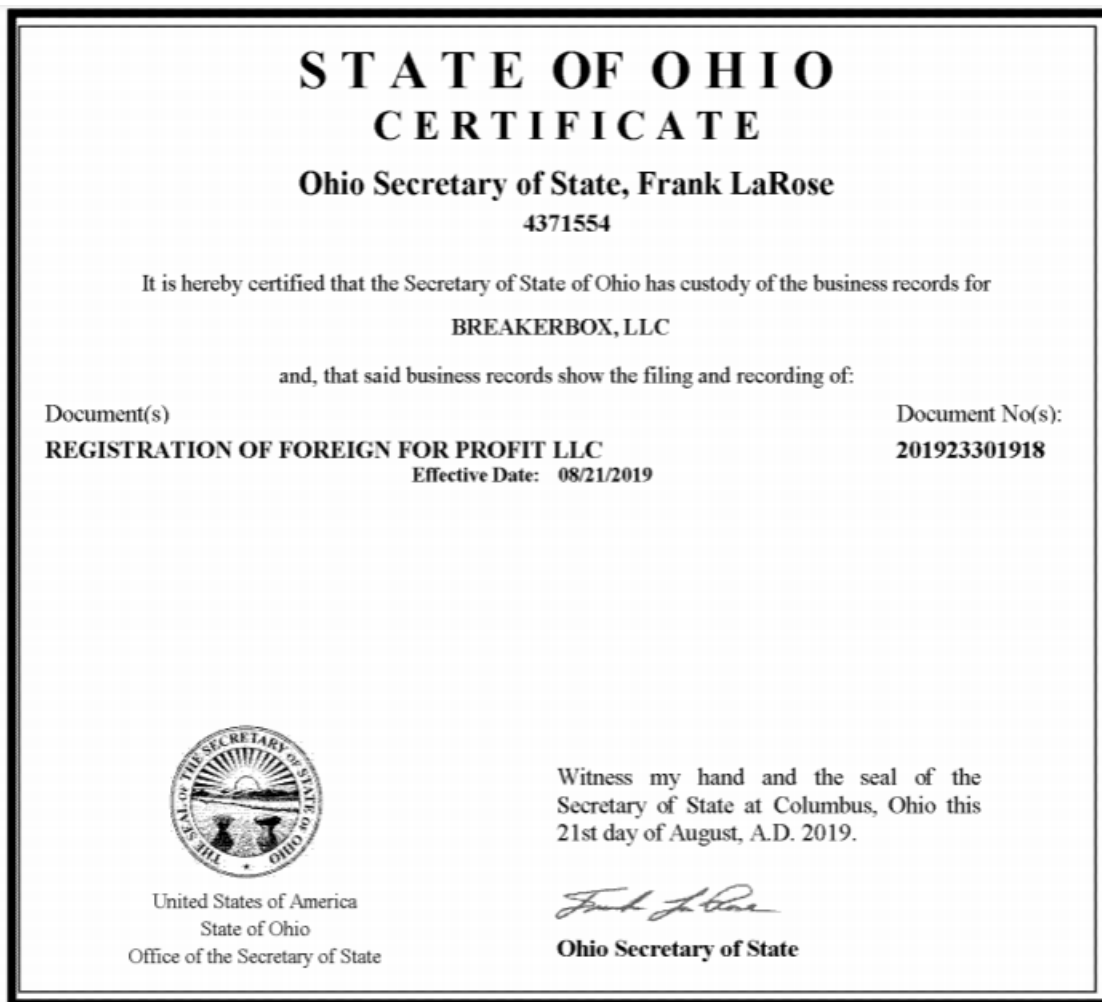 STATE OF OHIO
CERTIFICATE
Ohio Secretary of State, Frank LaRose
4371554
It is hereby certified that the Secretary of State of Ohio has custody of the business records for
BREAKERBOX, LLC
and, that said business records show the filing and recording of:
Document(s) Document No(s):
REGISTRATION OF FOREIGN FOR PROFIT LLC 201923301918
Effective Date: 08/21/2019
THE SEAL OF THE SECRETARY OF STATE OF OHIO
Witness my hand and the seal of the
Secretary of State at Columbus, Ohio this
21st day of August, A.D. 2019.
United States of America
State of Ohio
Office of the Secretary of State
Frank LaRose
Ohio Secretary of State